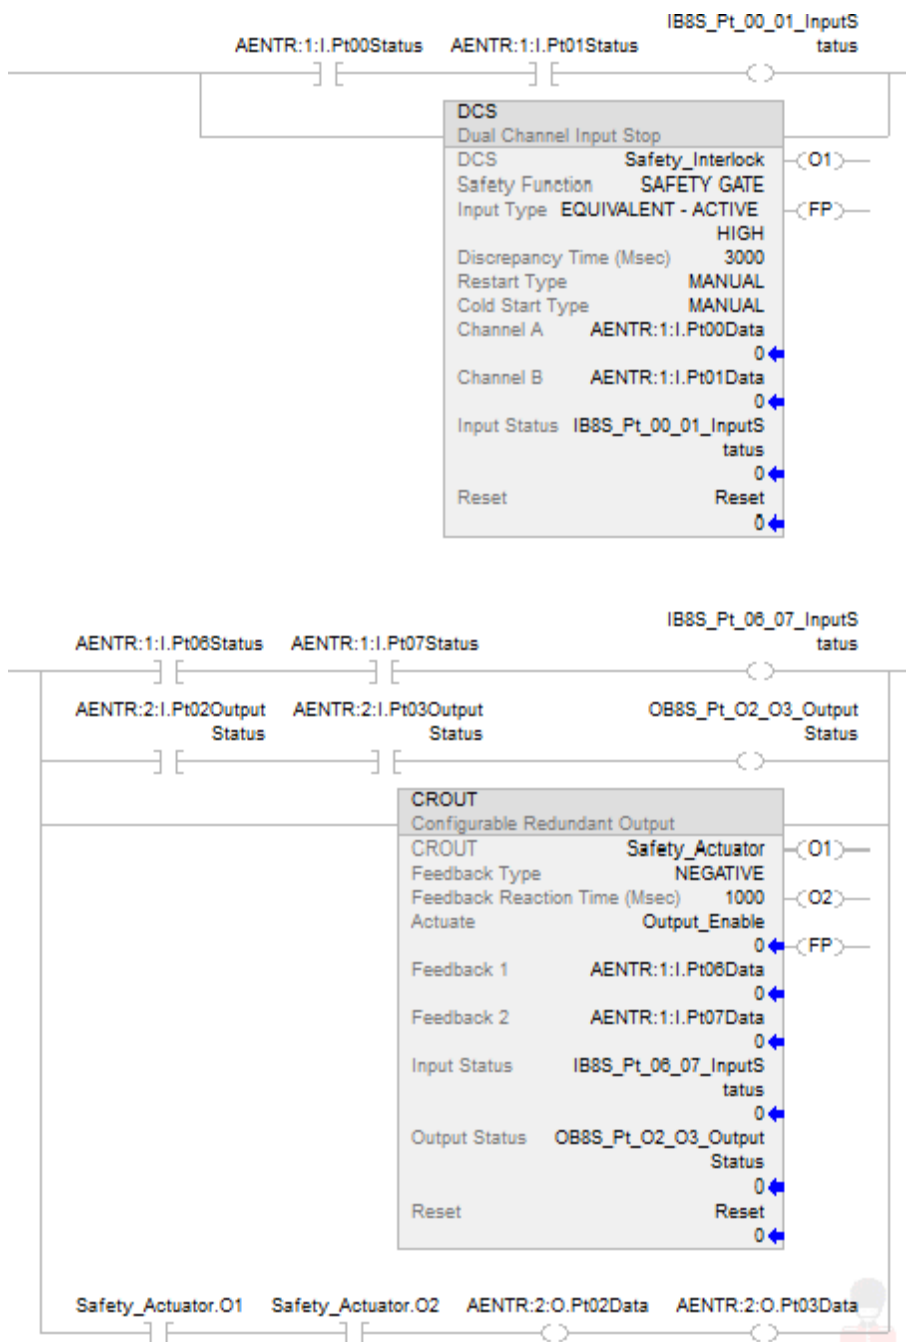 IB8S_Pt_00_01_InputS
AENTR:1:I.Pt00Status AENTR:1:I.Pt01Status tatus
DCS
Dual Channel Input Stop
DCS Safety_Interlock O1
Safety Function SAFETY GATE
Input Type EQUIVALENT - ACTIVE FP
HIGH
Discrepancy Time (Msec) 3000
Restart Type MANUAL
Cold Start Type MANUAL
Channel A AENTR:1:I.Pt00Data
0
Channel B AENTR:1:I.Pt01Data
0
Input Status IB8S_Pt_00_01_InputS
tatus
0
Reset Reset
0
IB8S_Pt_06_07_InputS
AENTR:1:I.Pt06Status AENTR:1:I.Pt07Status tatus
AENTR:2:I.Pt02Output AENTR:2:I.Pt03Output OB8S_Pt_O2_O3_Output
Status Status Status
CROUT
Configurable Redundant Output
CROUT Safety_Actuator O1
Feedback Type NEGATIVE
Feedback Reaction Time (Msec) 1000 O2
Actuate Output_Enable
0 FP
Feedback 1 AENTR:1:I.Pt06Data
0
Feedback 2 AENTR:1:I.Pt07Data
0
Input Status IB8S_Pt_06_07_InputS
tatus
0
Output Status OB8S_Pt_O2_O3_Output
Status
0
Reset Reset
0
Safety_Actuator.O1 Safety_Actuator.O2 AENTR:2:O.Pt02Data AENTR:2:O.Pt03Data